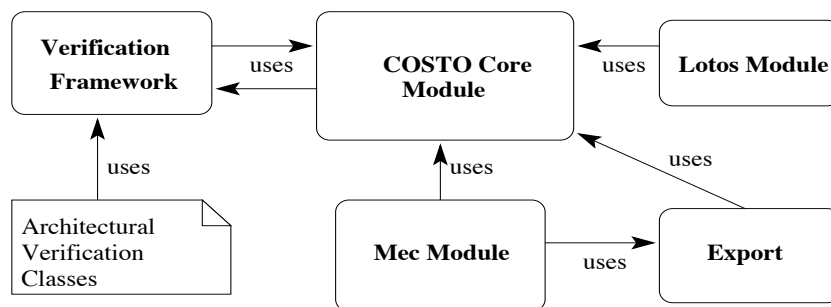 Verification
Framework
uses
COSTO Core
Module
uses
Lotos Module
uses
uses
uses
Architectural
Verification
Classes
Mec Module
uses
Export